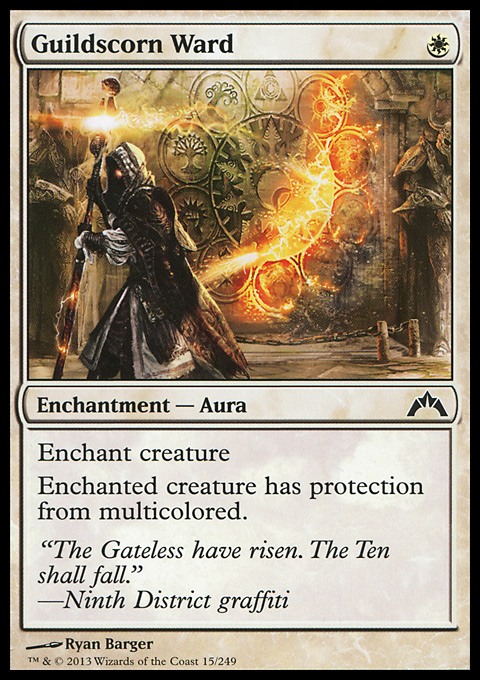 Guildscorn Ward
Enchantment — Aura
Enchant creature
Enchanted creature has protection
from multicolored.
“The Gateless have risen. The Ten
shall fall.”
—Ninth District graffiti
Ryan Barger
™ & © 2013 Wizards of the Coast 15/249